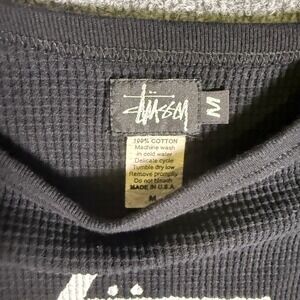 Stüssy
M
100% COTTON
Machine wash
in cold water
Delicate cycle
Tumble dry low
Remove promptly
Do not bleach
MADE IN U.S.A
M